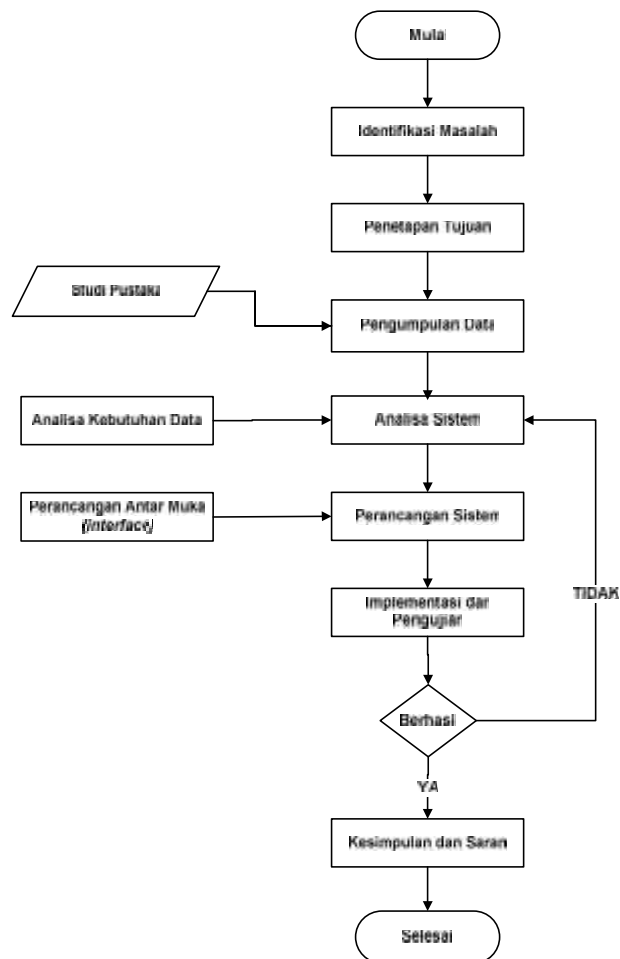 Mulai
Identifikasi Masalah
Penetapan Tujuan
Studi Pustaka
Pengumpulan Data
Analisa Kebutuhan Data
Analisa Sistem
Perancangan Antar Muka
(interface)
Perancangan Sistem
Implementasi dan
Pengujian
TIDAK
Berhasil
YA
Kesimpulan dan Saran
Selesai